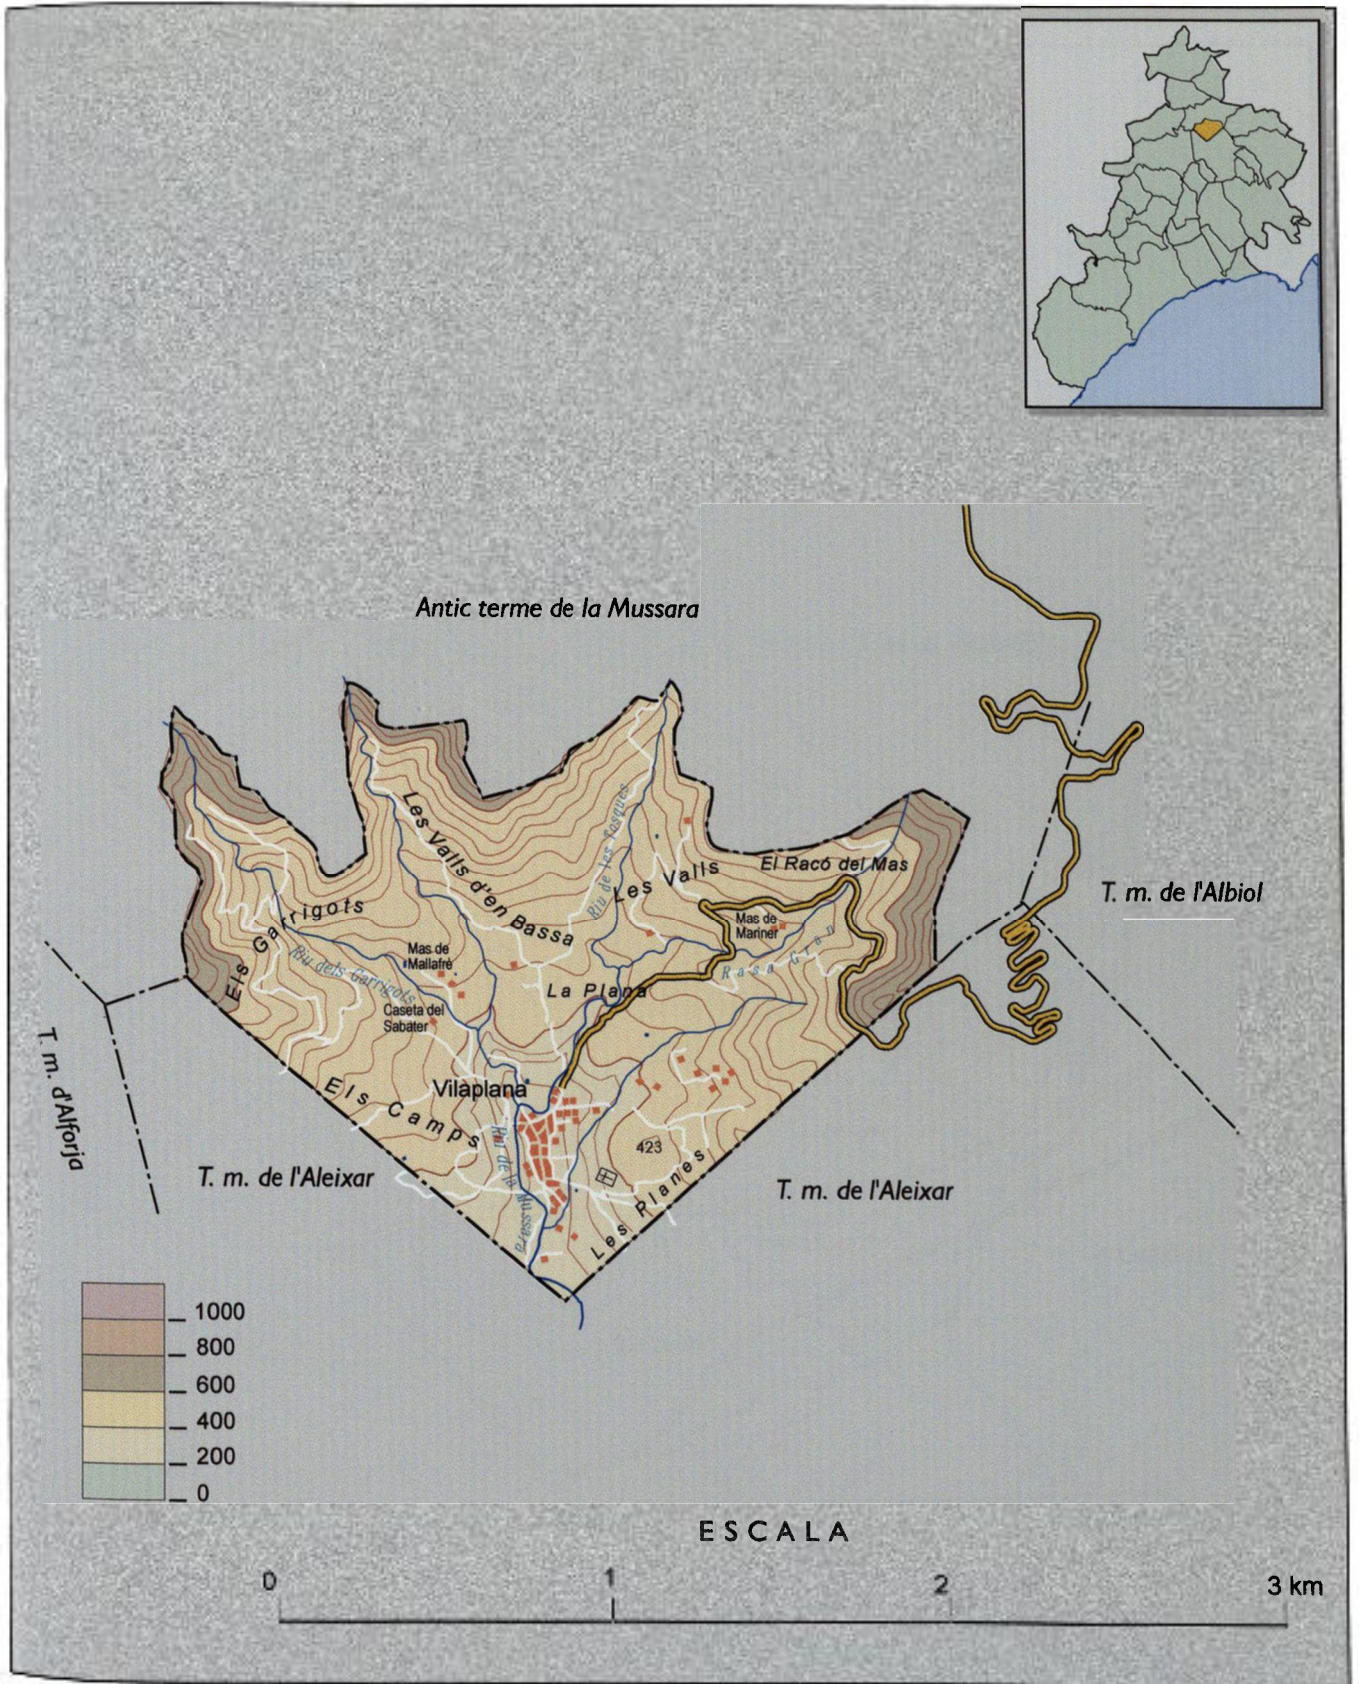 Antic terme de la Mussara
Riu de les Tosques
Les Valls d'en Bassa
Les Valls
El Racó del Mas
T. m. de l'Albiol
Els Garrigots
Mas de
Mariner
Rasa Gran
Mas de
Mallafrè
Riu dels Garrigots
La Plana
Caseta del
Sabater
T. m. d'Alforja
Vilaplana
Els Camps
Riu de la Mussara
423
Les Planes
T. m. de l'Aleixar
T. m. de l'Aleixar
1000
800
600
400
200
0
ESCALA
0 1 2 3 km